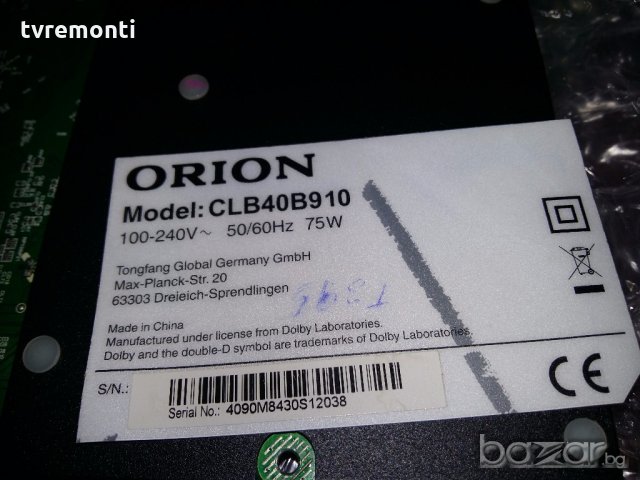 tvremonti
ORION
Model: CLB40B910
100-240V~ 50/60Hz 75W
Tongfang Global Germany GmbH
Max-Planck-Str. 20
63303 Dreieich-Sprendlingen
Made in China
Manufactured under license from Dolby Laboratories.
Dolby and the double-D symbol are trademarks of Dolby Laboratories.
S/N.:
Serial No.: 4090M8430S12038
CE
bazar.bg